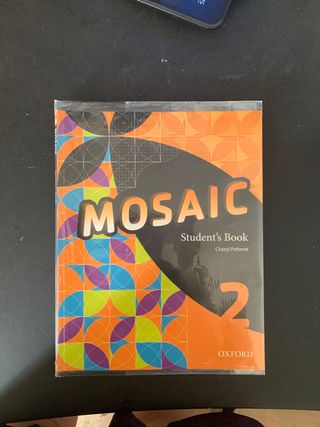 MOSAIC
Student's Book
Cheryl Pelteret
2
OXFORD